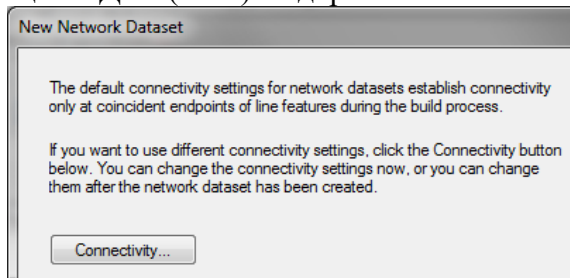 New Network Dataset
The default connectivity settings for network datasets establish connectivity
only at coincident endpoints of line features during the build process.
If you want to use different connectivity settings, click the Connectivity button
below. You can change the connectivity settings now, or you can change
them after the network dataset has been created.
Connectivity...